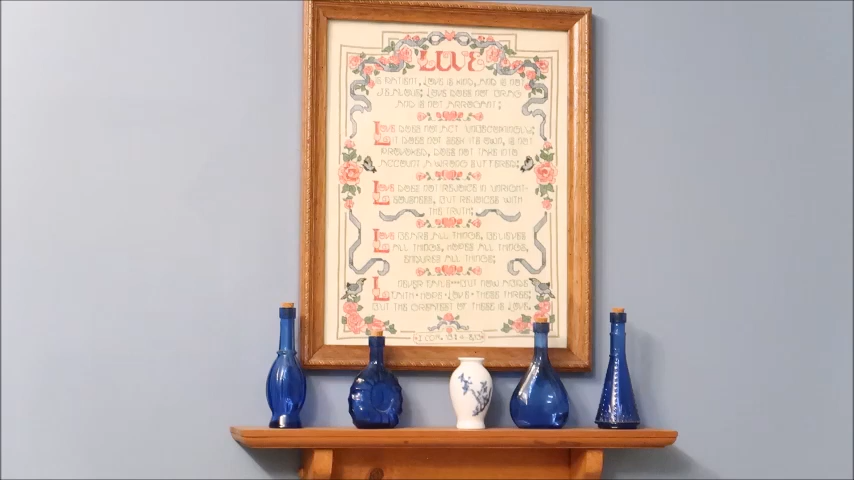 LOVE
IS PATIENT, LOVE IS KIND, AND IS NOT
JEALOUS; LOVE DOES NOT BRAG
AND IS NOT ARROGANT;
LOVE DOES NOT ACT UNBECOMINGLY;
IT DOES NOT SEEK ITS OWN, IS NOT
PROVOKED, DOES NOT TAKE INTO
ACCOUNT A WRONG SUFFERED;
LOVE DOES NOT REJOICE IN UNRIGHT-
EOUSNESS, BUT REJOICES WITH
THE TRUTH;
LOVE BEARS ALL THINGS, BELIEVES
ALL THINGS, HOPES ALL THINGS,
ENDURES ALL THINGS;
L NEVER FAILS BUT NOW ABIDE
FAITH • HOPE • LOVE • THESE THREE;
BUT THE GREATEST OF THESE IS LOVE.
I COR. 13:4